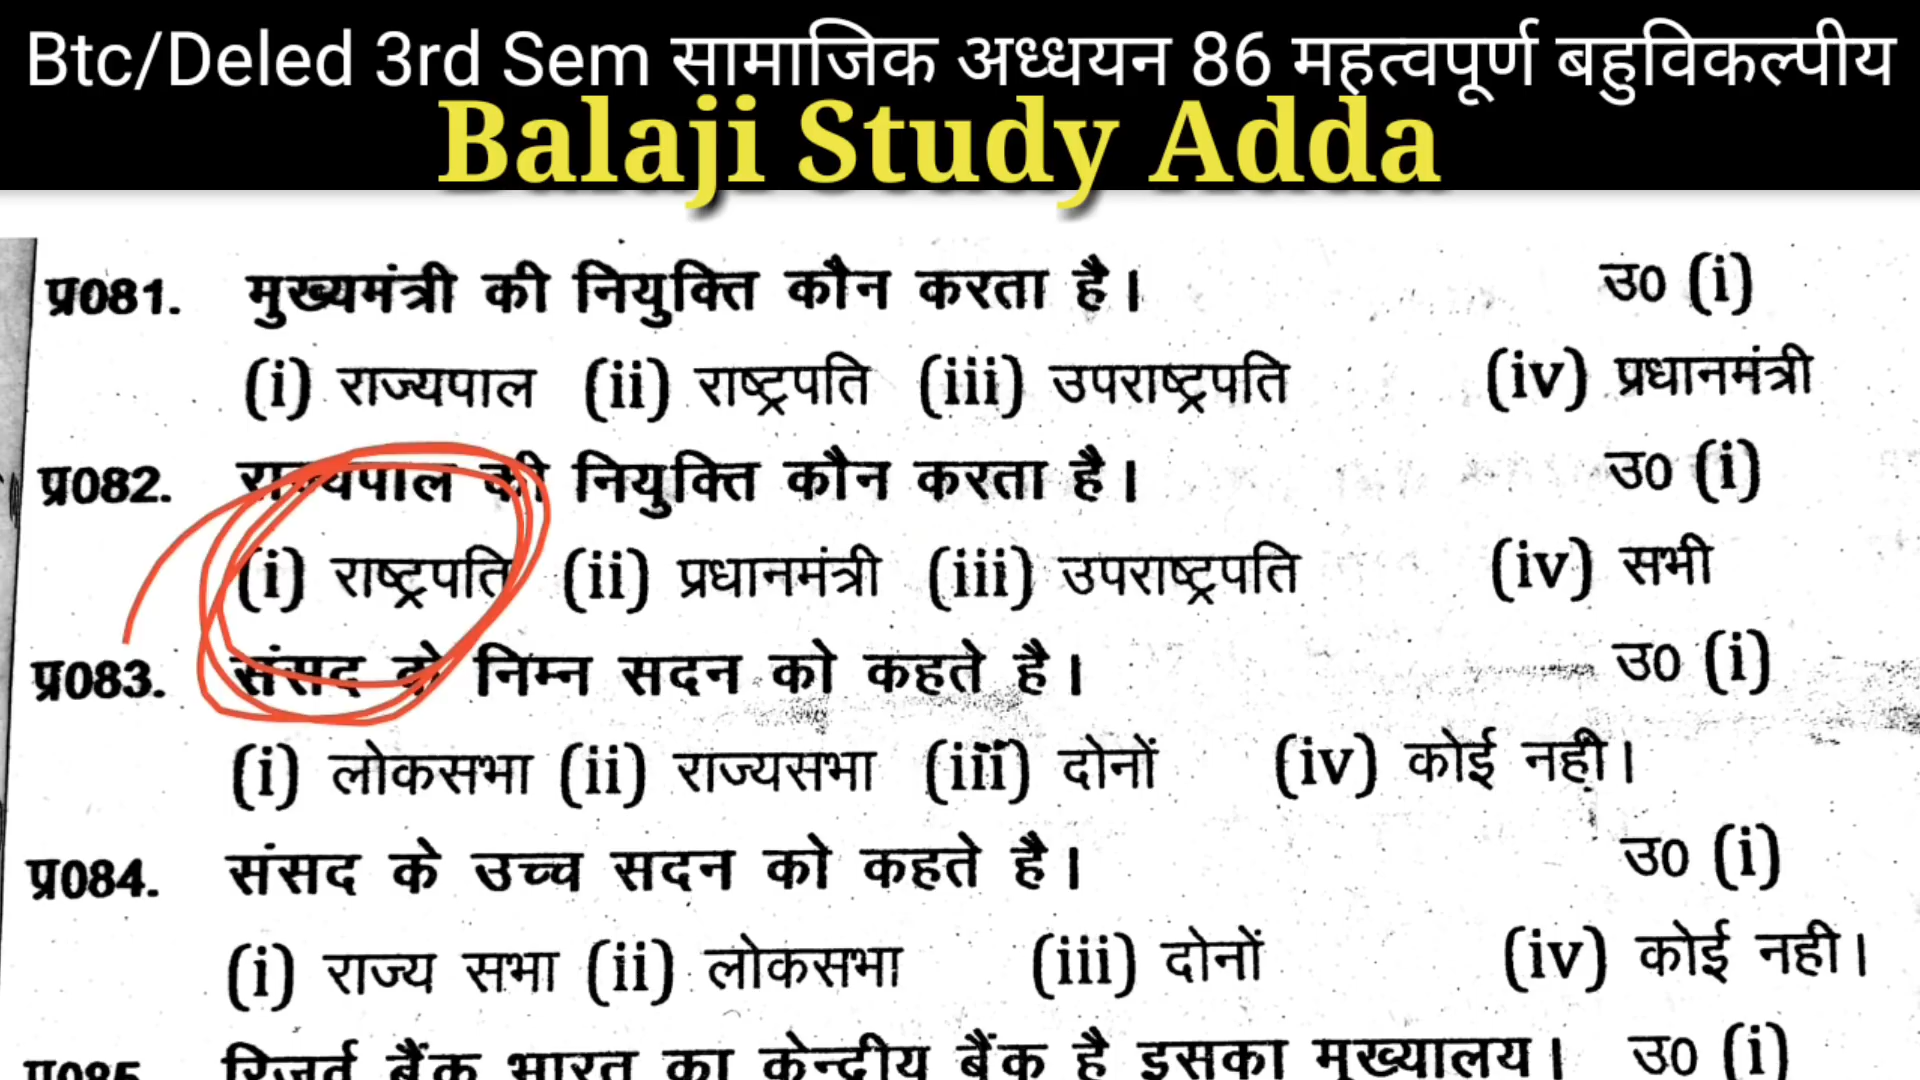 Btc/Deled 3rd Sem सामाजिक अध्धयन 86 महत्वपूर्ण बहुविकल्पीय
Balaji Study Adda
प्र081. मुख्यमंत्री की नियुक्ति कौन करता है। उ0 (i)
(i) राज्यपाल (ii) राष्ट्रपति (iii) उपराष्ट्रपति (iv) प्रधानमंत्री
प्र082. राज्यपाल की नियुक्ति कौन करता है। उ0 (i)
(i) राष्ट्रपति (ii) प्रधानमंत्री (iii) उपराष्ट्रपति (iv) सभी
प्र083. संसद के निम्न सदन को कहते है। उ0 (i)
(i) लोकसभा (ii) राज्यसभा (iii) दोनों (iv) कोई नही।
प्र084. संसद के उच्च सदन को कहते है। उ0 (i)
(i) राज्य सभा (ii) लोकसभा (iii) दोनों (iv) कोई नही।
प्र085. रिजर्व बैंक भारत का केन्द्रीय बैंक है इसका मुख्यालय। उ0 (i)